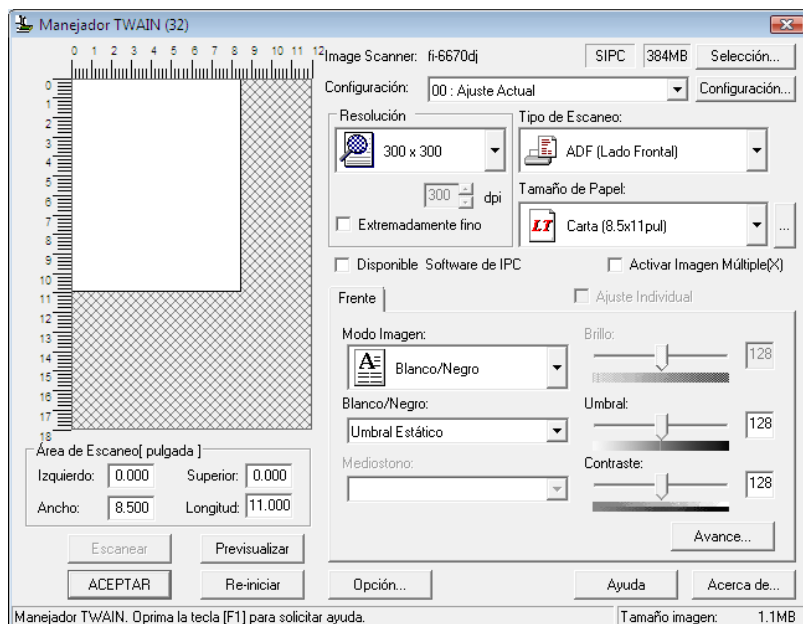 Manejador TWAIN (32)
0 1 2 3 4 5 6 7 8 9 10 11 12
Image Scanner: fi-6670dj SIPC 384MB Selección...
Configuración: 00 : Ajuste Actual Configuración...
0
1
2
3
4
5
6
7
8
9
10
11
12
13
14
15
16
17
18
Resolución
300 x 300
300 dpi
Extremadamente fino
Tipo de Escaneo:
ADF (Lado Frontal)
Tamaño de Papel:
LT Carta (8.5x11pul) ...
Disponible Software de IPC Activar Imagen Múltiple(X)
Frente Ajuste Individual
Modo Imagen:
A Blanco/Negro
Blanco/Negro:
Umbral Estático
Mediostono:
Brillo:
128
Umbral:
128
Contraste:
128
Avance...
Área de Escaneo[ pulgada ]
Izquierdo: 0.000 Superior: 0.000
Ancho: 8.500 Longitud: 11.000
Escanear Previsualizar
ACEPTAR Re-iniciar Opción... Ayuda Acerca de...
Manejador TWAIN. Oprima la tecla [F1] para solicitar ayuda. Tamaño imagen: 1.1MB